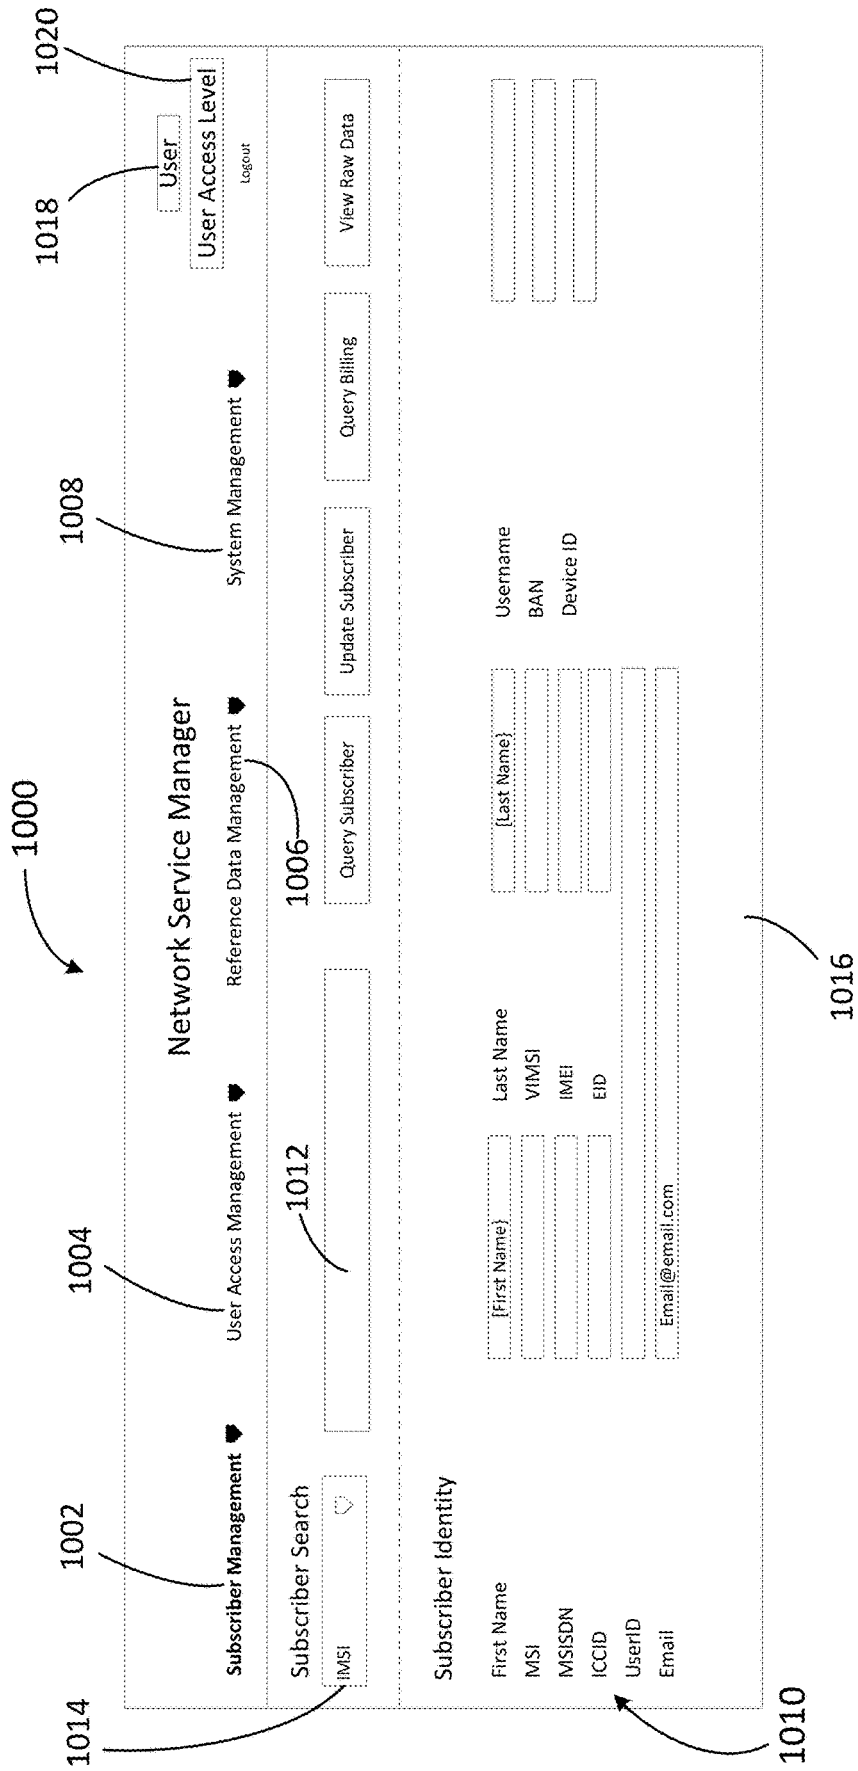 1000
Network Service Manager
1018
User
1020
User Access Level
Logout
1002
Subscriber Management
1004
User Access Management
1006
Reference Data Management
1008
System Management
Subscriber Search
1014
IMSI
1012
Query Subscriber
Update Subscriber
Query Billing
View Raw Data
Subscriber Identity
First Name
[First Name}
Last Name
[Last Name}
Username
MSI
VIMSI
BAN
MSISDN
IMEI
Device ID
ICCID
EID
UserID
Email
Email@email.com
1010
1016